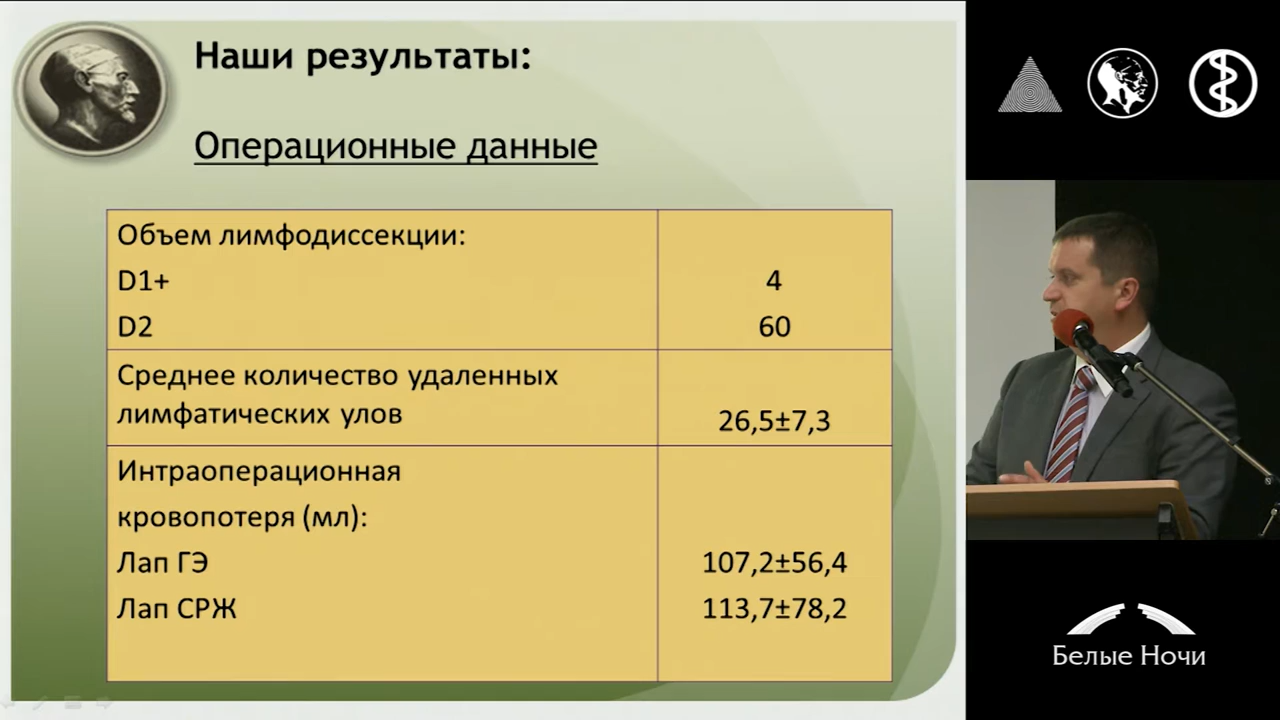 Наши результаты:
Операционные данные
Объем лимфодиссекции:
D1+ 4
D2 60
Среднее количество удаленных
лимфатических улов 26,5±7,3
Интраоперационная
кровопотеря (мл):
Лап ГЭ 107,2±56,4
Лап СРЖ 113,7±78,2
Белые Ночи